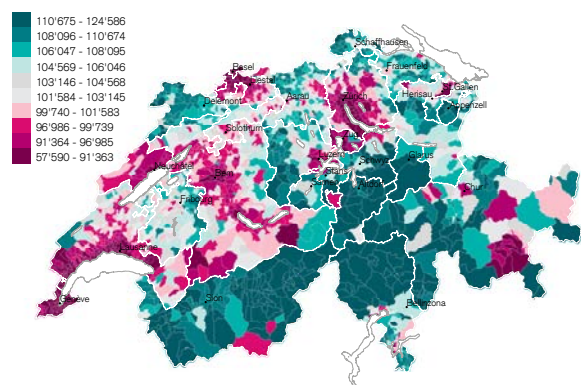 110'675 - 124'586
108'096 - 110'674
106'047 - 108'095
104'569 - 106'046
103'146 - 104'568
101'584 - 103'145
99'740 - 101'583
96'986 - 99'739
91'364 - 96'985
57'590 - 91'363
Schaffhausen
Basel
Liestal
Frauenfeld
Delémont
Aarau
Zürich
Herisau
St.Gallen
Appenzell
Solothurn
Zug
Neuchâtel
Bern
Luzern
Schwyz
Glarus
Stans
Sarnen
Altdorf
Chur
Fribourg
Lausanne
Genève
Sion
Bellinzona